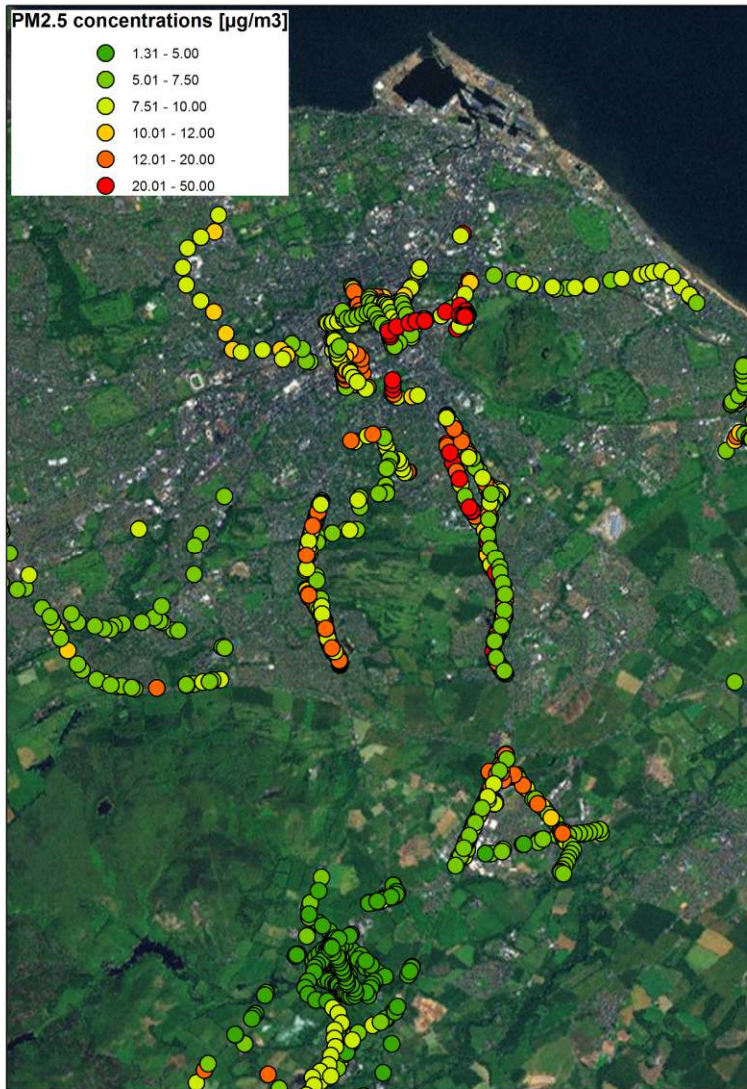 PM2.5 concentrations [µg/m3]
1.31 - 5.00
5.01 - 7.50
7.51 - 10.00
10.01 - 12.00
12.01 - 20.00
20.01 - 50.00